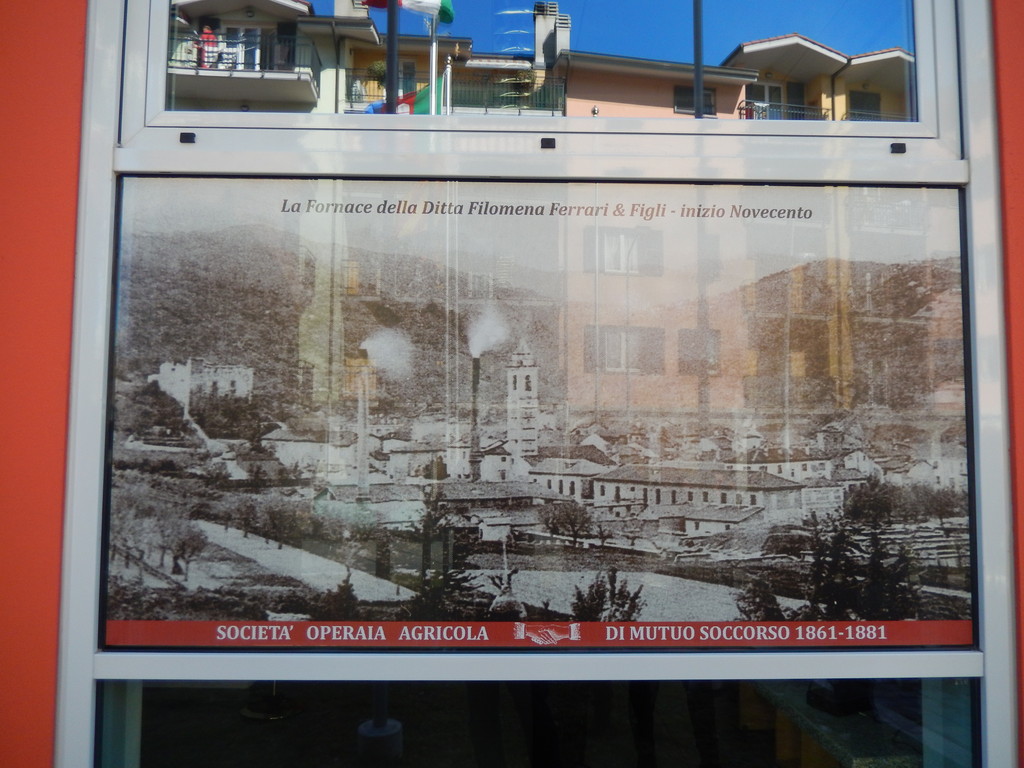 La Fornace della Ditta Filomena Ferrari & Figli - inizio Novecento
SOCIETA' OPERAIA AGRICOLA DI MUTUO SOCCORSO 1861-1881